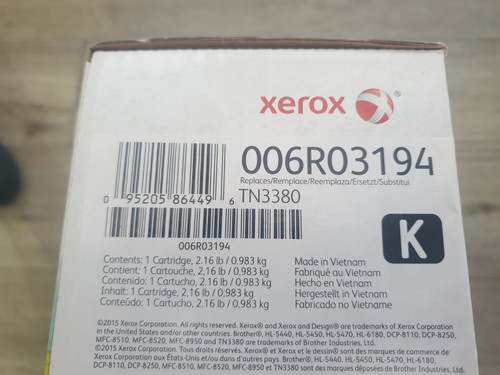 xerox®
006R03194
Replaces/Remplace/Reemplaza/Ersetzt/Substitui
TN3380
0 95205 86449 6
006R03194
K
Contents: 1 Cartridge, 2.16 lb / 0.983 kg
Contient : 1 Cartouche, 2.16 lb / 0.983 kg
Contenido : 1 Cartucho, 2.16 lb / 0.983 kg
Inhalt : 1 Cartridge, 2.16 lb / 0.983 kg
Conteúdo : 1 Cartucho, 2.16 lb / 0.983 kg
Made in Vietnam
Fabriqué au Vietnam
Hecho en Vietnam
Hergestellt in Vietnam
Fabricado no Vietname
©2015 Xerox Corporation. All rights reserved. Xerox® and Xerox and Design® are trademarks of Xerox Corporation
in the United States and/or other countries. Brother®, HL-5440, HL-5450, HL-5470, HL-6180, DCP-8110, DCP-8250,
MFC-8510, MFC-8520, MFC-8950 and TN3380 are trademarks of Brother Industries, Ltd.
©2015 Xerox Corporation. Tous droits réservés. Xerox® et Xerox et le dessin® sont des marques de commerce de
Xerox Corporation aux États-Unis et/ou dans d'autres pays. Brother®, HL-5440, HL-5450, HL-5470, HL-6180,
DCP-8110, DCP-8250, MFC-8510, MFC-8520, MFC-8950 et TN3380 sont des marques déposées de Brother Industries, Ltd.